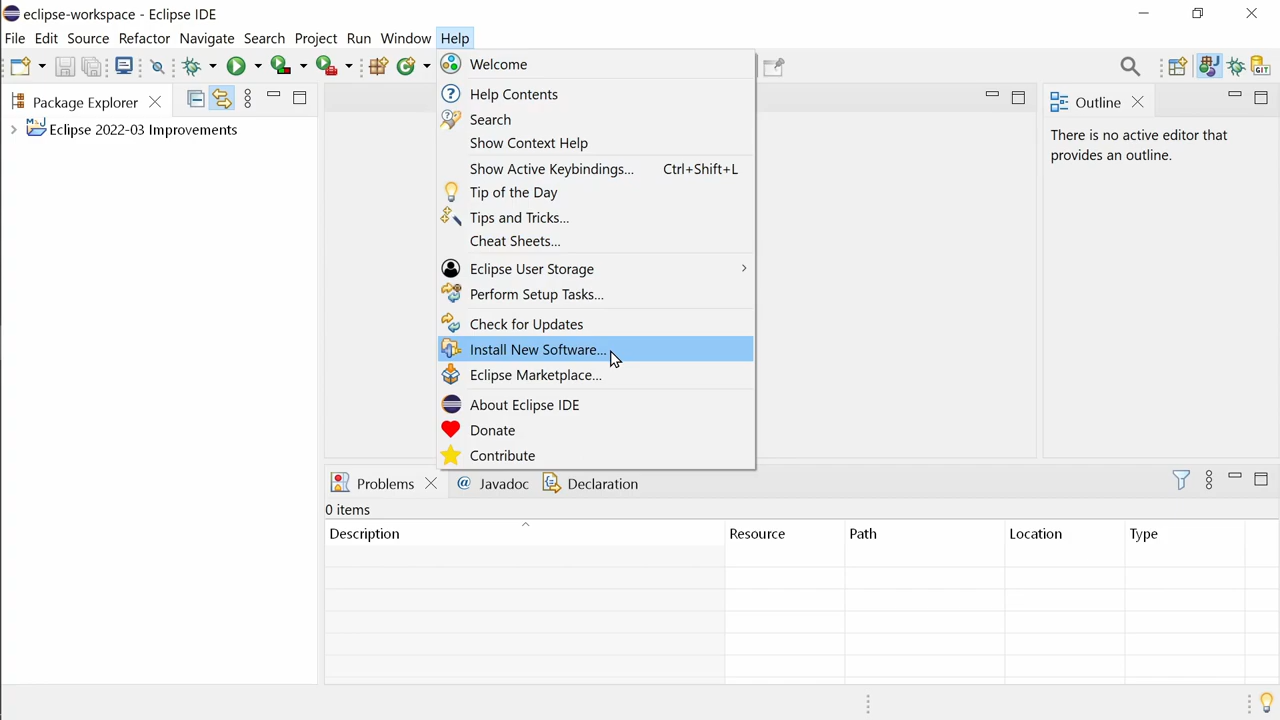 eclipse-workspace - Eclipse IDE
File Edit Source Refactor Navigate Search Project Run Window Help
Package Explorer
Eclipse 2022-03 Improvements
Welcome
Help Contents
Search
Show Context Help
Show Active Keybindings... Ctrl+Shift+L
Tip of the Day
Tips and Tricks...
Cheat Sheets...
Eclipse User Storage
Perform Setup Tasks...
Check for Updates
Install New Software...
Eclipse Marketplace...
About Eclipse IDE
Donate
Contribute
Outline
There is no active editor that
provides an outline.
Problems @ Javadoc Declaration
0 items
Description Resource Path Location Type